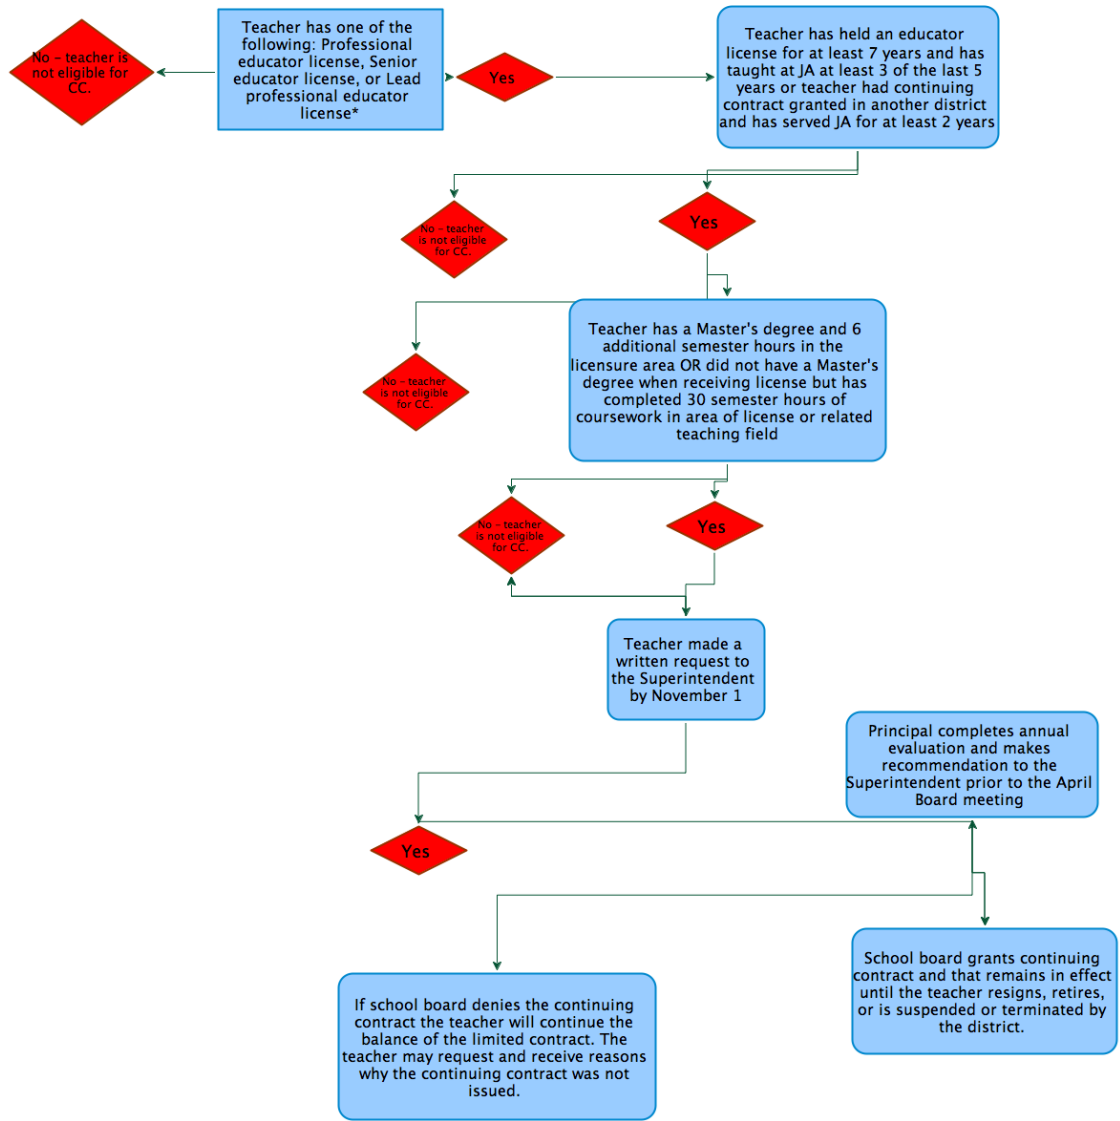 No – teacher is
not eligible for
CC.
Teacher has one of the
following: Professional
educator license, Senior
educator license, or Lead
professional educator
license*
Yes
Teacher has held an educator
license for at least 7 years and has
taught at JA at least 3 of the last 5
years or teacher had continuing
contract granted in another district
and has served JA for at least 2 years
No – teacher
is not eligible
for CC.
Yes
No – teacher
is not eligible
for CC.
Teacher has a Master's degree and 6
additional semester hours in the
licensure area OR did not have a Master's
degree when receiving license but has
completed 30 semester hours of
coursework in area of license or related
teaching field
No – teacher
is not eligible
for CC.
Yes
Teacher made a
written request to
the Superintendent
by November 1
Principal completes annual
evaluation and makes
recommendation to the
Superintendent prior to the April
Board meeting
Yes
School board grants continuing
contract and that remains in effect
until the teacher resigns, retires,
or is suspended or terminated by
the district.
If school board denies the continuing
contract the teacher will continue the
balance of the limited contract. The
teacher may request and receive reasons
why the continuing contract was not
issued.